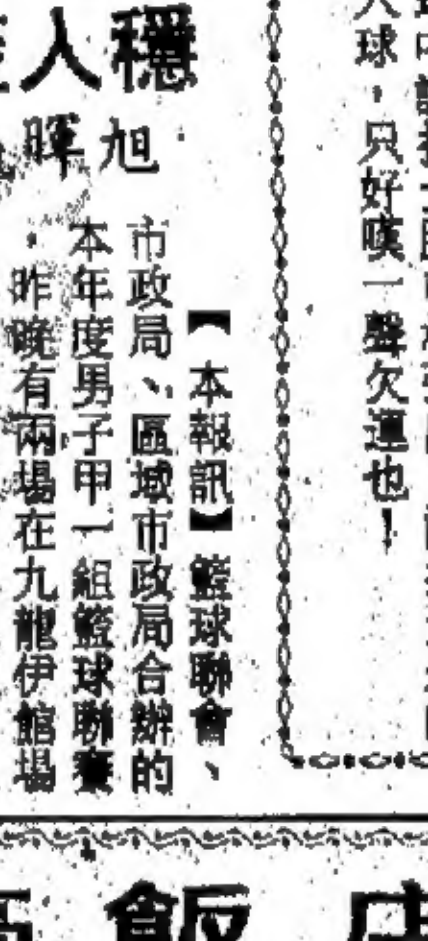 球，只好嘆一聲欠運也！
穩入
旭暉
【本報訊】籃球聯會、
市政局、區域市政局合辦的
本年度男子甲一組籃球聯賽
，昨晚有兩場在九龍伊館場
飯店